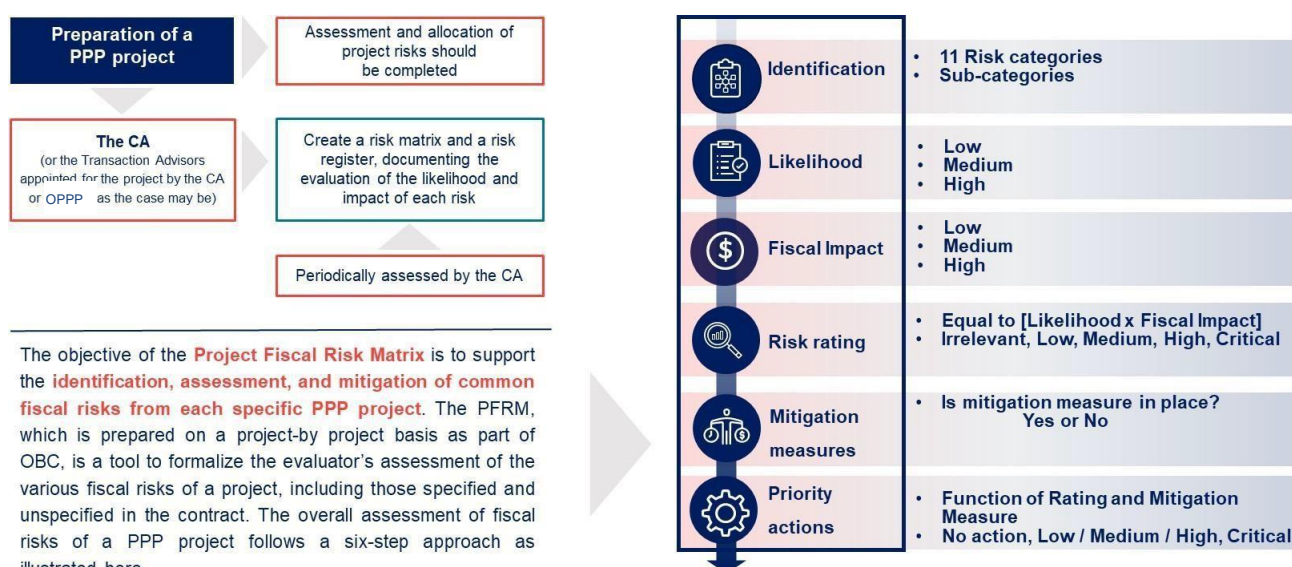 Preparation of a
PPP project
Assessment and allocation of
project risks should
be completed
The CA
(or the Transaction Advisors
appointed for the project by the CA
or OPPP as the case may be)
Create a risk matrix and a risk
register, documenting the
evaluation of the likelihood and
impact of each risk
Periodically assessed by the CA
The objective of the Project Fiscal Risk Matrix is to support
the identification, assessment, and mitigation of common
fiscal risks from each specific PPP project. The PFRM,
which is prepared on a project-by project basis as part of
OBC, is a tool to formalize the evaluator's assessment of the
various fiscal risks of a project, including those specified and
unspecified in the contract. The overall assessment of fiscal
risks of a PPP project follows a six-step approach as
illustrated here
Identification
• 11 Risk categories
• Sub-categories
Likelihood
• Low
• Medium
• High
Fiscal Impact
• Low
• Medium
• High
Risk rating
• Equal to [Likelihood x Fiscal Impact]
• Irrelevant, Low, Medium, High, Critical
Mitigation
measures
• Is mitigation measure in place?
Yes or No
Priority
actions
• Function of Rating and Mitigation
Measure
• No action, Low / Medium / High, Critical